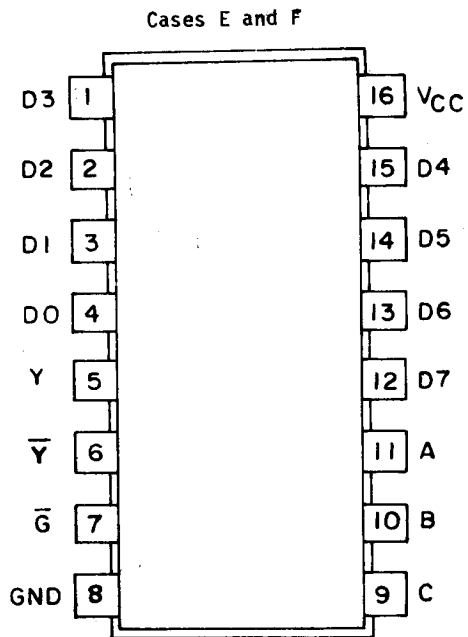 Cases E and F
D3 1 16 VCC
D2 2 15 D4
D1 3 14 D5
D0 4 13 D6
Y 5 12 D7
Y̅ 6 11 A
G̅ 7 10 B
GND 8 9 C